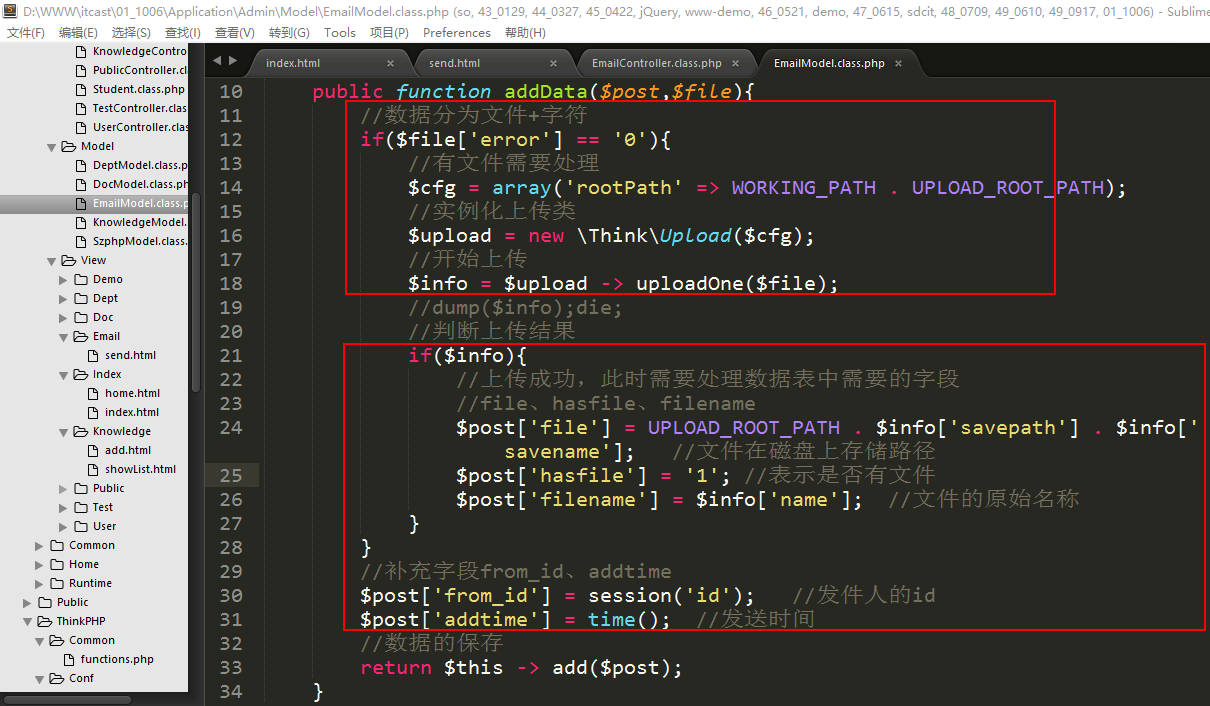 D:\WWW\itcast\01_1006\Application\Admin\Model\EmailModel.class.php (so, 43_0129, 44_0327, 45_0422, jQuery, www-demo, 46_0521, demo, 47_0615, sdcit, 48_0709, 49_0610, 49_0917, 01_1006) - Sublime
文件(F) 编辑(E) 选择(S) 查找(I) 查看(V) 转到(G) Tools 项目(P) Preferences 帮助(H)
KnowledgeContro
PublicController.cl
Student.class.php
TestController.clas
UserController.clas
Model
DeptModel.class.p
DocModel.class.ph
EmailModel.class.p
KnowledgeModel.
SzphpModel.class.
View
Demo
Dept
Doc
Email
send.html
Index
home.html
index.html
Knowledge
add.html
showList.html
Public
Test
User
Common
Home
Runtime
Public
ThinkPHP
Common
functions.php
Conf
index.html × send.html × EmailController.class.php × EmailModel.class.php ×
10 public function addData($post,$file){
11 //数据分为文件+字符
12 if($file['error'] == '0'){
13 //有文件需要处理
14 $cfg = array('rootPath' => WORKING_PATH . UPLOAD_ROOT_PATH);
15 //实例化上传类
16 $upload = new \Think\Upload($cfg);
17 //开始上传
18 $info = $upload -> uploadOne($file);
19 //dump($info);die;
20 //判断上传结果
21 if($info){
22 //上传成功，此时需要处理数据表中需要的字段
23 //file、hasfile、filename
24 $post['file'] = UPLOAD_ROOT_PATH . $info['savepath'] . $info['
savename']; //文件在磁盘上存储路径
25 $post['hasfile'] = '1'; //表示是否有文件
26 $post['filename'] = $info['name']; //文件的原始名称
27 }
28 }
29 //补充字段from_id、addtime
30 $post['from_id'] = session('id'); //发件人的id
31 $post['addtime'] = time(); //发送时间
32 //数据的保存
33 return $this -> add($post);
34 }